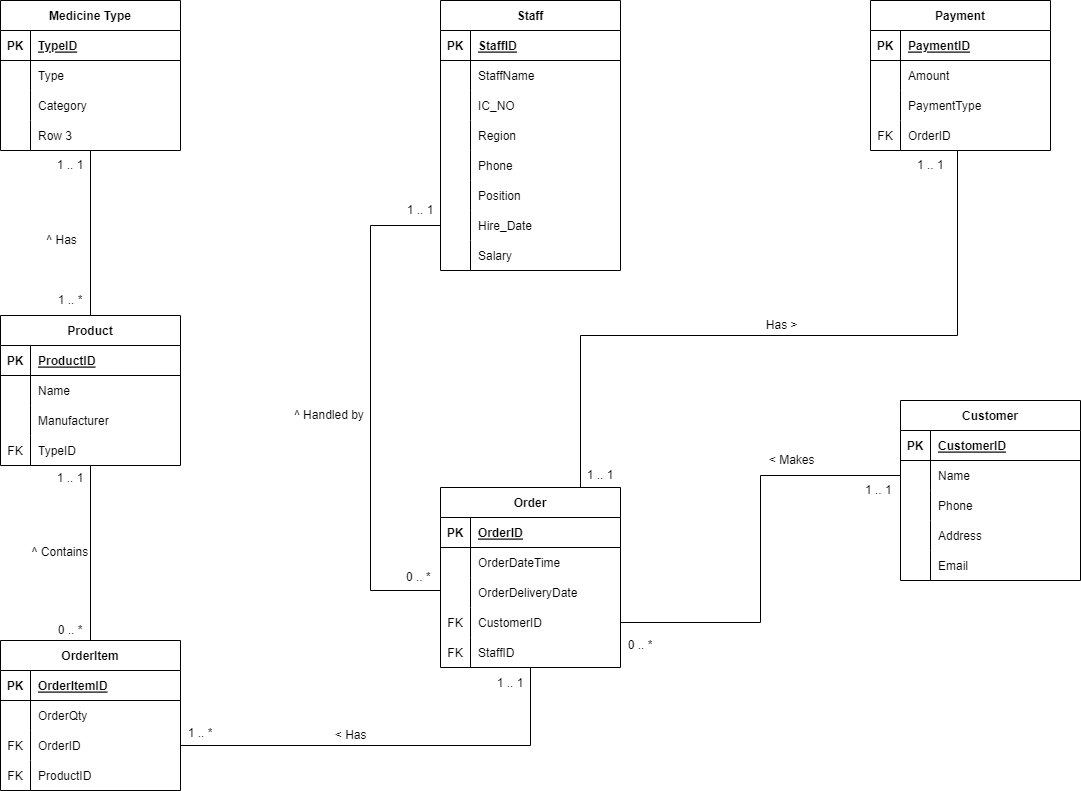 Medicine Type
PK TypeID
Type
Category
Row 3
1 .. 1
^ Has
1 .. *
Product
PK ProductID
Name
Manufacturer
FK TypeID
1 .. 1
^ Contains
0 .. *
OrderItem
PK OrderItemID
OrderQty
FK OrderID
FK ProductID
1 .. *
< Has
1 .. 1
Staff
PK StaffID
StaffName
IC_NO
Region
Phone
Position
Hire_Date
Salary
1 .. 1
^ Handled by
0 .. *
Order
PK OrderID
OrderDateTime
OrderDeliveryDate
FK CustomerID
FK StaffID
Payment
PK PaymentID
Amount
PaymentType
FK OrderID
1 .. 1
Has >
1 .. 1
Customer
PK CustomerID
Name
Phone
Address
Email
1 .. 1
< Makes
0 .. *